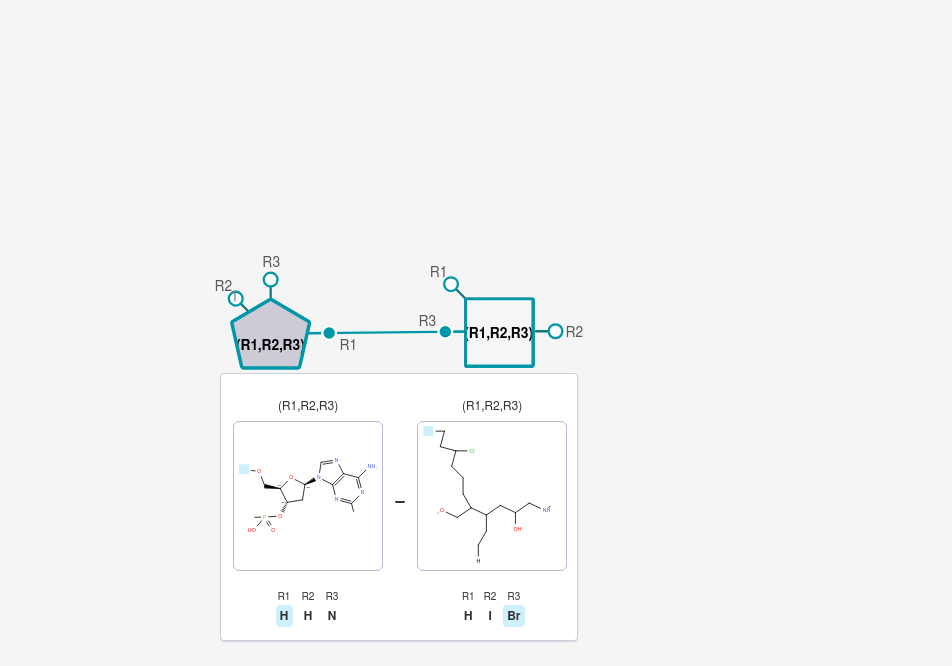 R3
R1
R2
R3
R1
R2
(R1,R2,R3)
(R1,R2,R3)
(R1,R2,R3)
(R1,R2,R3)
O
O
N
N
N
N
NH
O
P
HO
O
Cl
O
NH
OH
H
R1 R2 R3
H H N
R1 R2 R3
H I Br